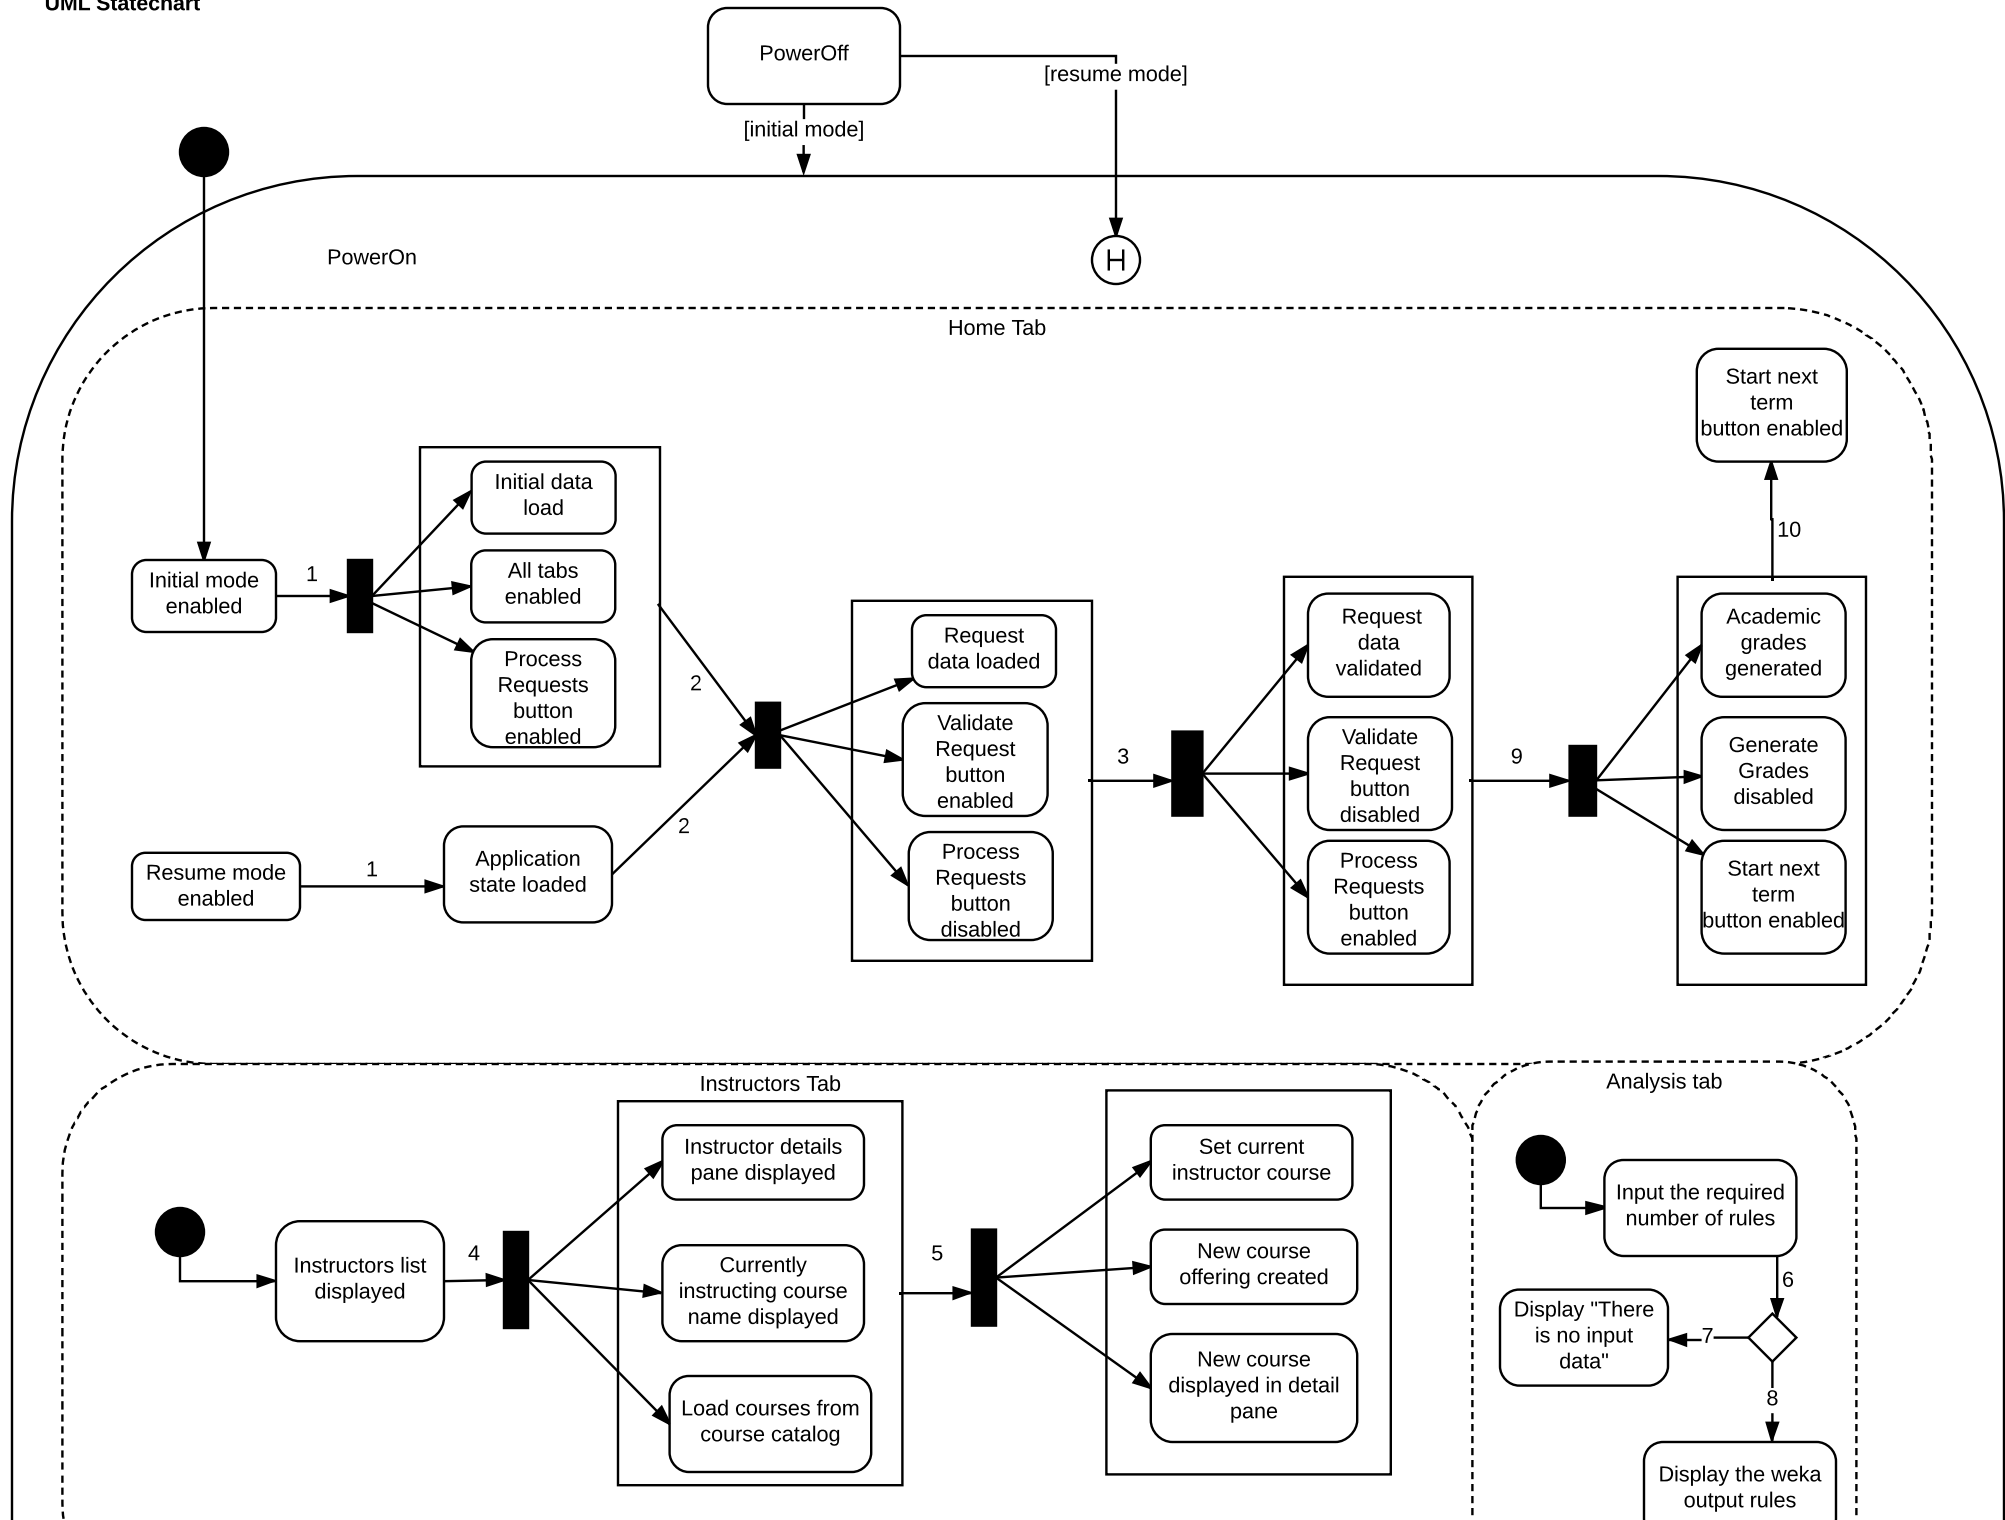 UML Statechart
PowerOff
[resume mode]
[initial mode]
PowerOn
H
Home Tab
Start next
term
button enabled
10
Initial mode
enabled
1
Initial data
load
All tabs
enabled
Process
Requests
button
enabled
2
Resume mode
enabled
1
Application
state loaded
2
Request
data loaded
Validate
Request
button
enabled
Process
Requests
button
disabled
3
Request
data
validated
Validate
Request
button
disabled
Process
Requests
button
enabled
9
Academic
grades
generated
Generate
Grades
disabled
Start next
term
button enabled
Instructors Tab
Instructors list
displayed
4
Instructor details
pane displayed
Currently
instructing course
name displayed
Load courses from
course catalog
5
Set current
instructor course
New course
offering created
New course
displayed in detail
pane
Analysis tab
Input the required
number of rules
6
Display "There
is no input
data"
7
8
Display the weka
output rules